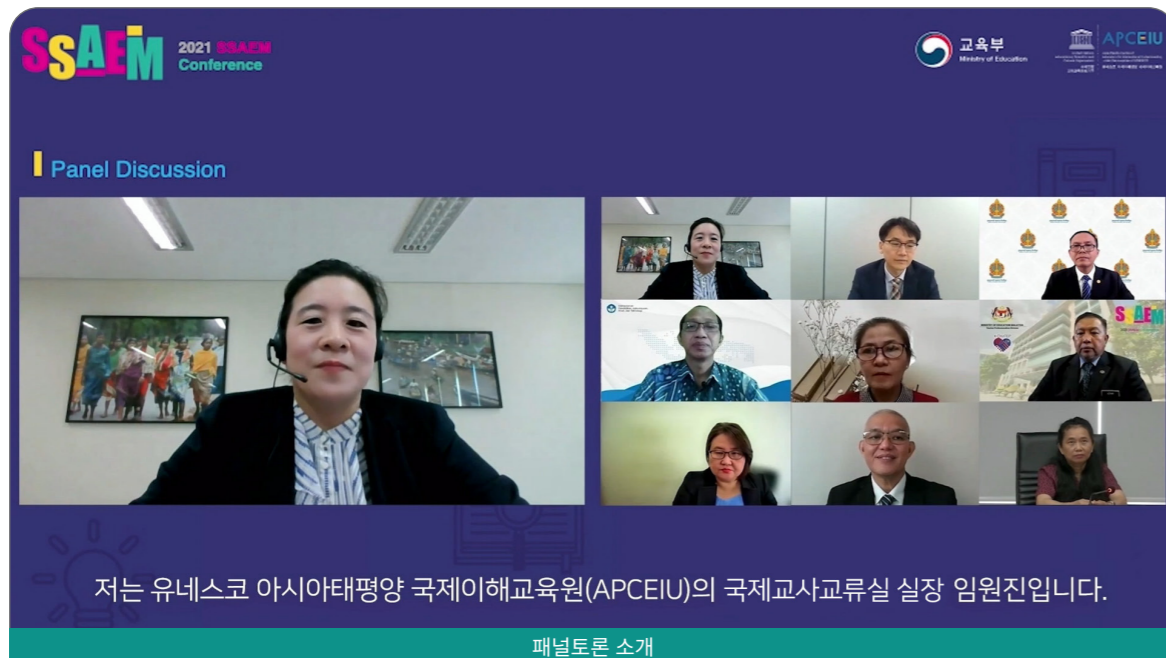 SSAEM
2021 SSAEM
Conference
교육부
Ministry of Education
APCEIU
Panel Discussion
SSAEM
저는 유네스코 아시아태평양 국제이해교육원(APCEIU)의 국제교사교류실 실장 임원진입니다.
패널토론 소개